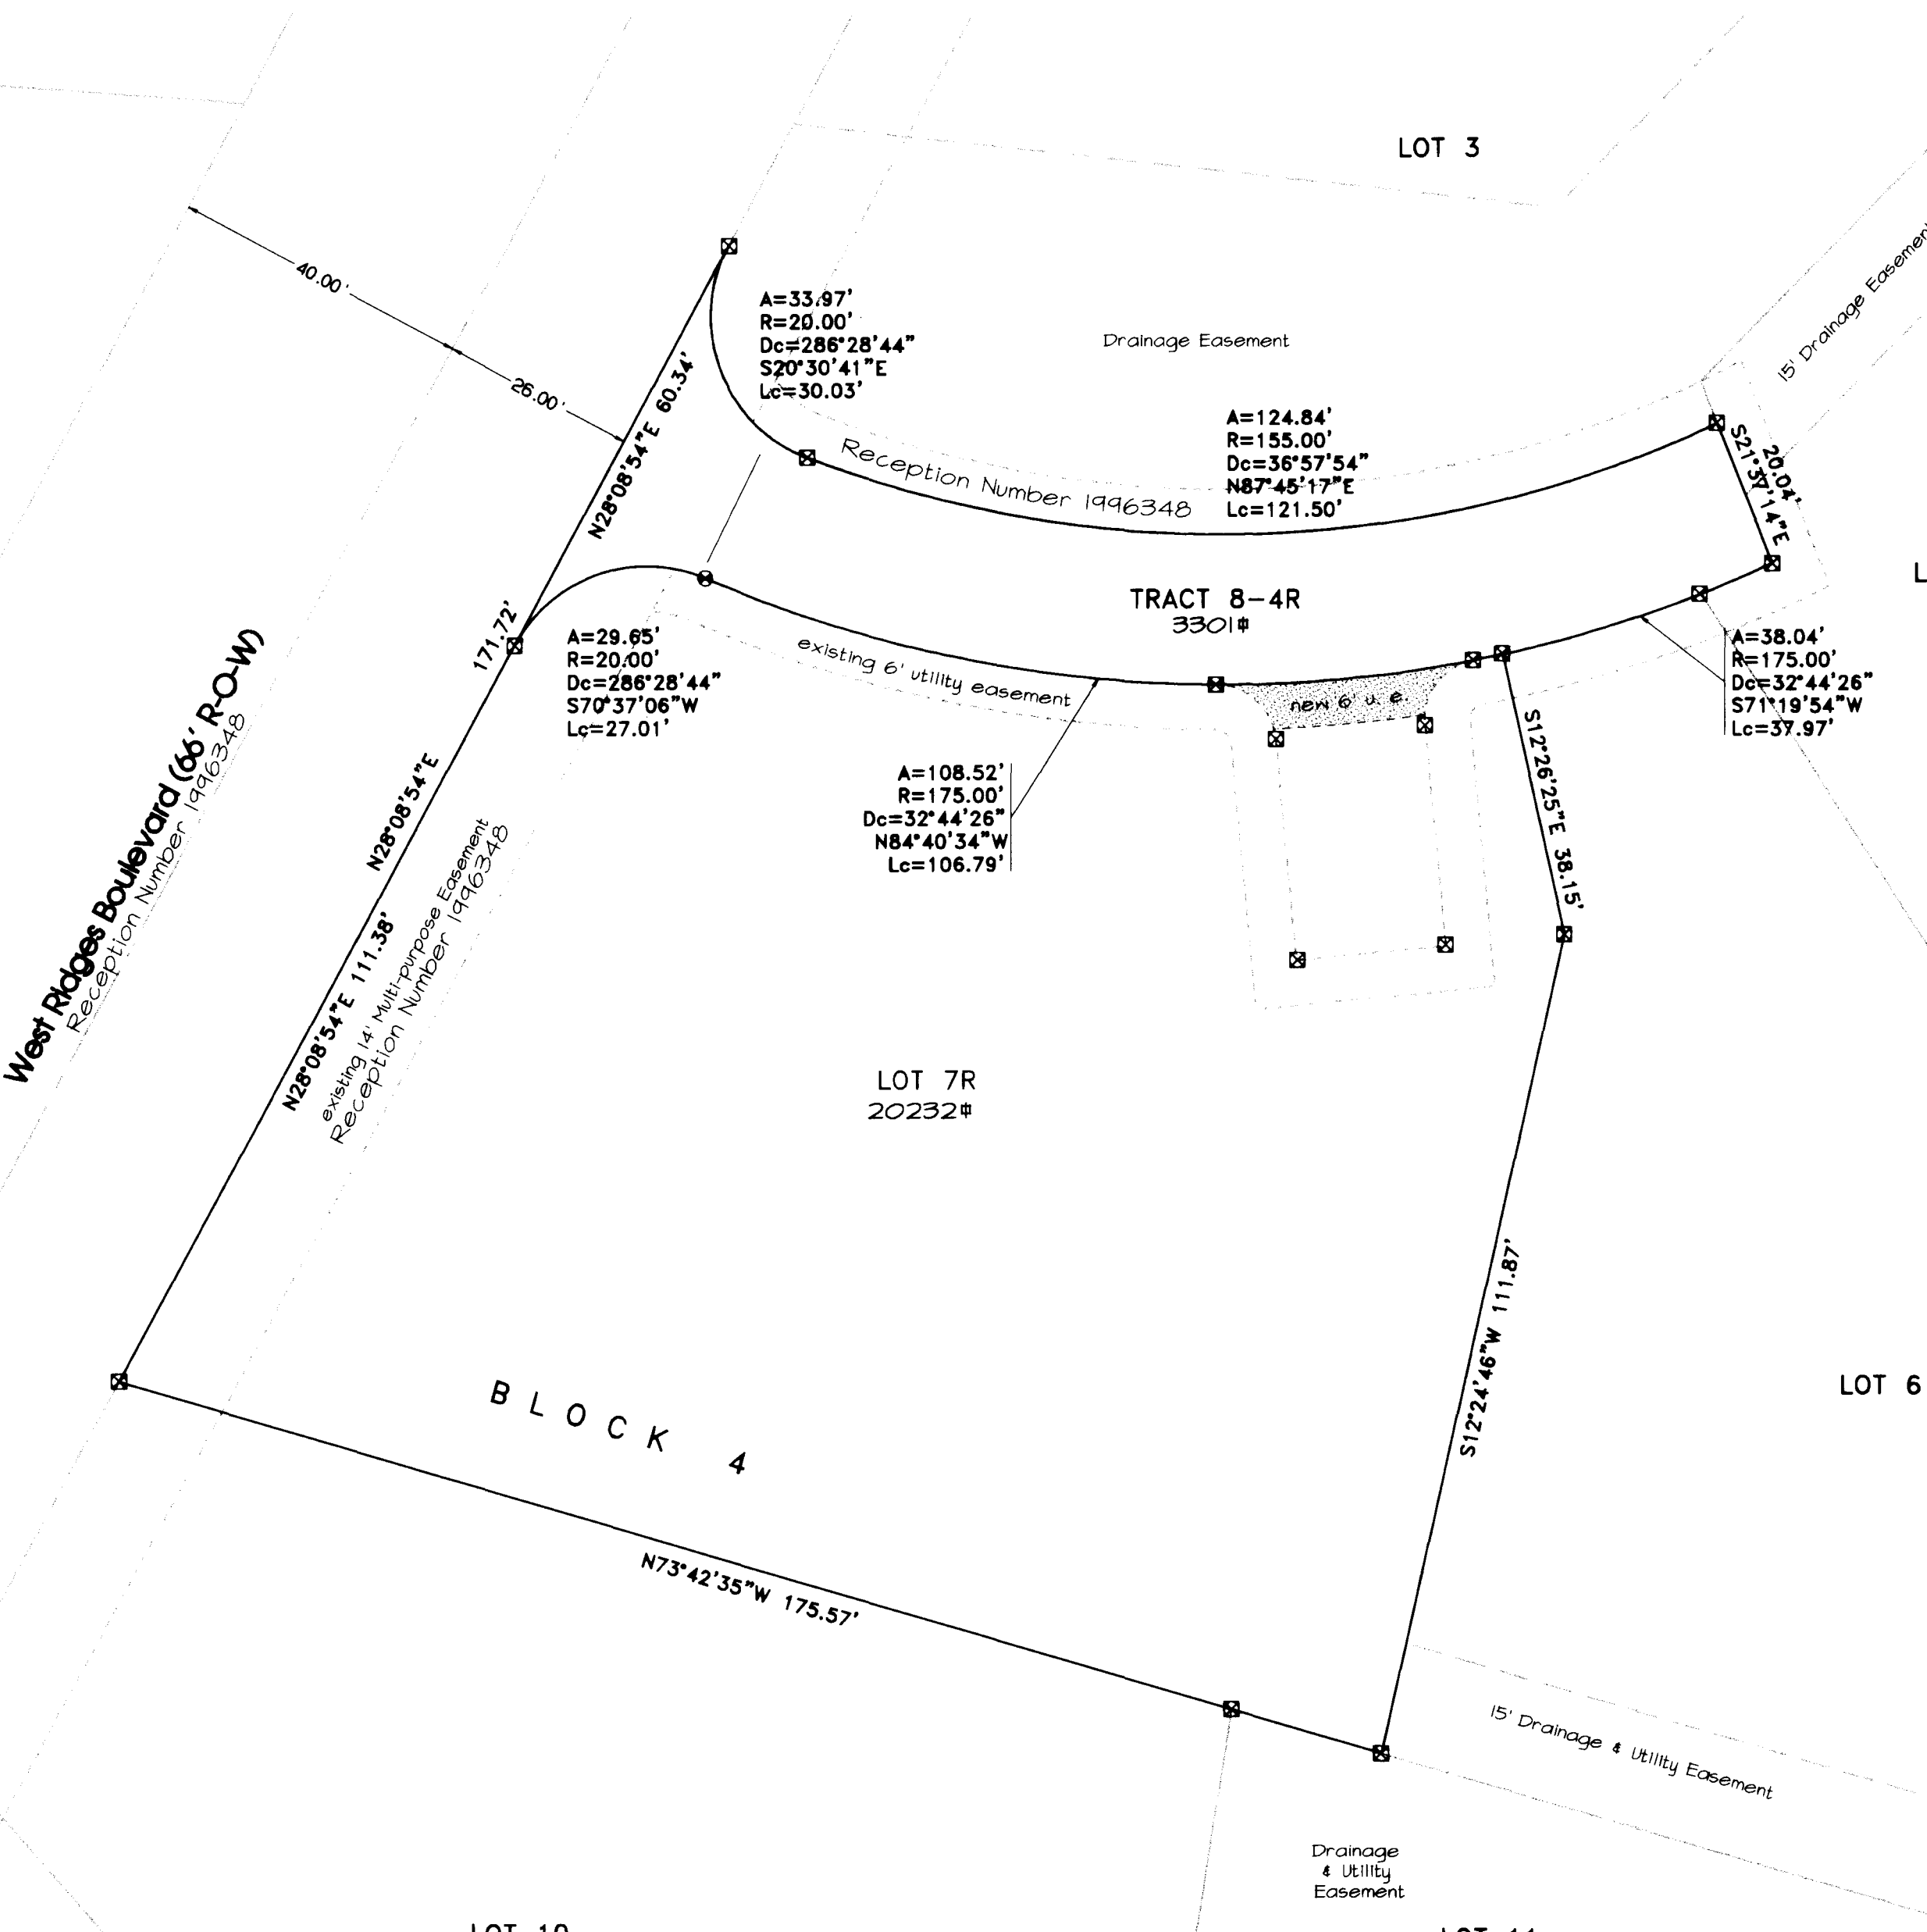 LOT 3
15' Drainage Easement
40.00'
26.00'
A=33.97'
R=20.00'
Dc=286°28'44"
S20°30'41"E
Lc=30.03'
Drainage Easement
N28°08'54"E 60.34'
A=124.84'
R=155.00'
Dc=36°57'54"
N87°45'17"E
Lc=121.50'
Reception Number 1996348
S21°37'14"E
20.04'
TRACT 8-4R
3301⌗
171.72'
A=29.65'
R=20.00'
Dc=286°28'44"
S70°37'06"W
Lc=27.01'
existing 6' utility easement
new 6' u. e.
A=38.04'
R=175.00'
Dc=32°44'26"
S71°19'54"W
Lc=37.97'
A=108.52'
R=175.00'
Dc=32°44'26"
N84°40'34"W
Lc=106.79'
S12°26'25"E 38.15'
West Ridges Boulevard (66' R-O-W)
Reception Number 1996348
N28°08'54"E
N28°08'54"E 111.38'
existing 14' Multi-purpose Easement
Reception Number 1996348
LOT 7R
20232⌗
S12°24'46"W 111.87'
LOT 6
BLOCK 4
N73°42'35"W 175.57'
15' Drainage & Utility Easement
Drainage
& Utility
Easement